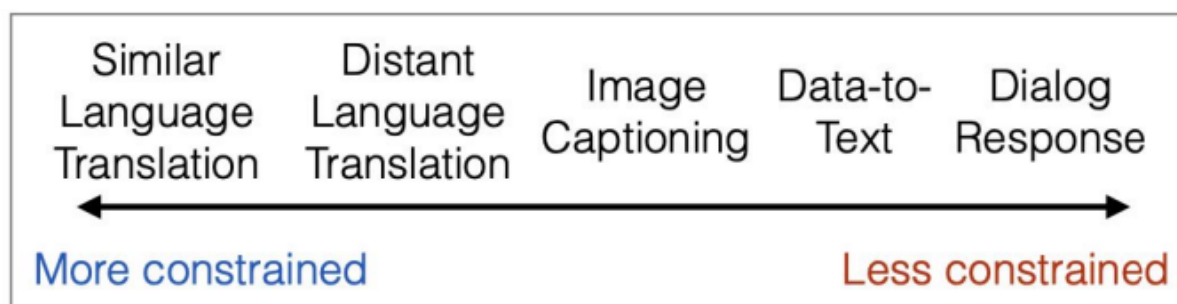 Similar
Language
Translation
Distant
Language
Translation
Image
Captioning
Data-to-
Text
Dialog
Response
More constrained
Less constrained